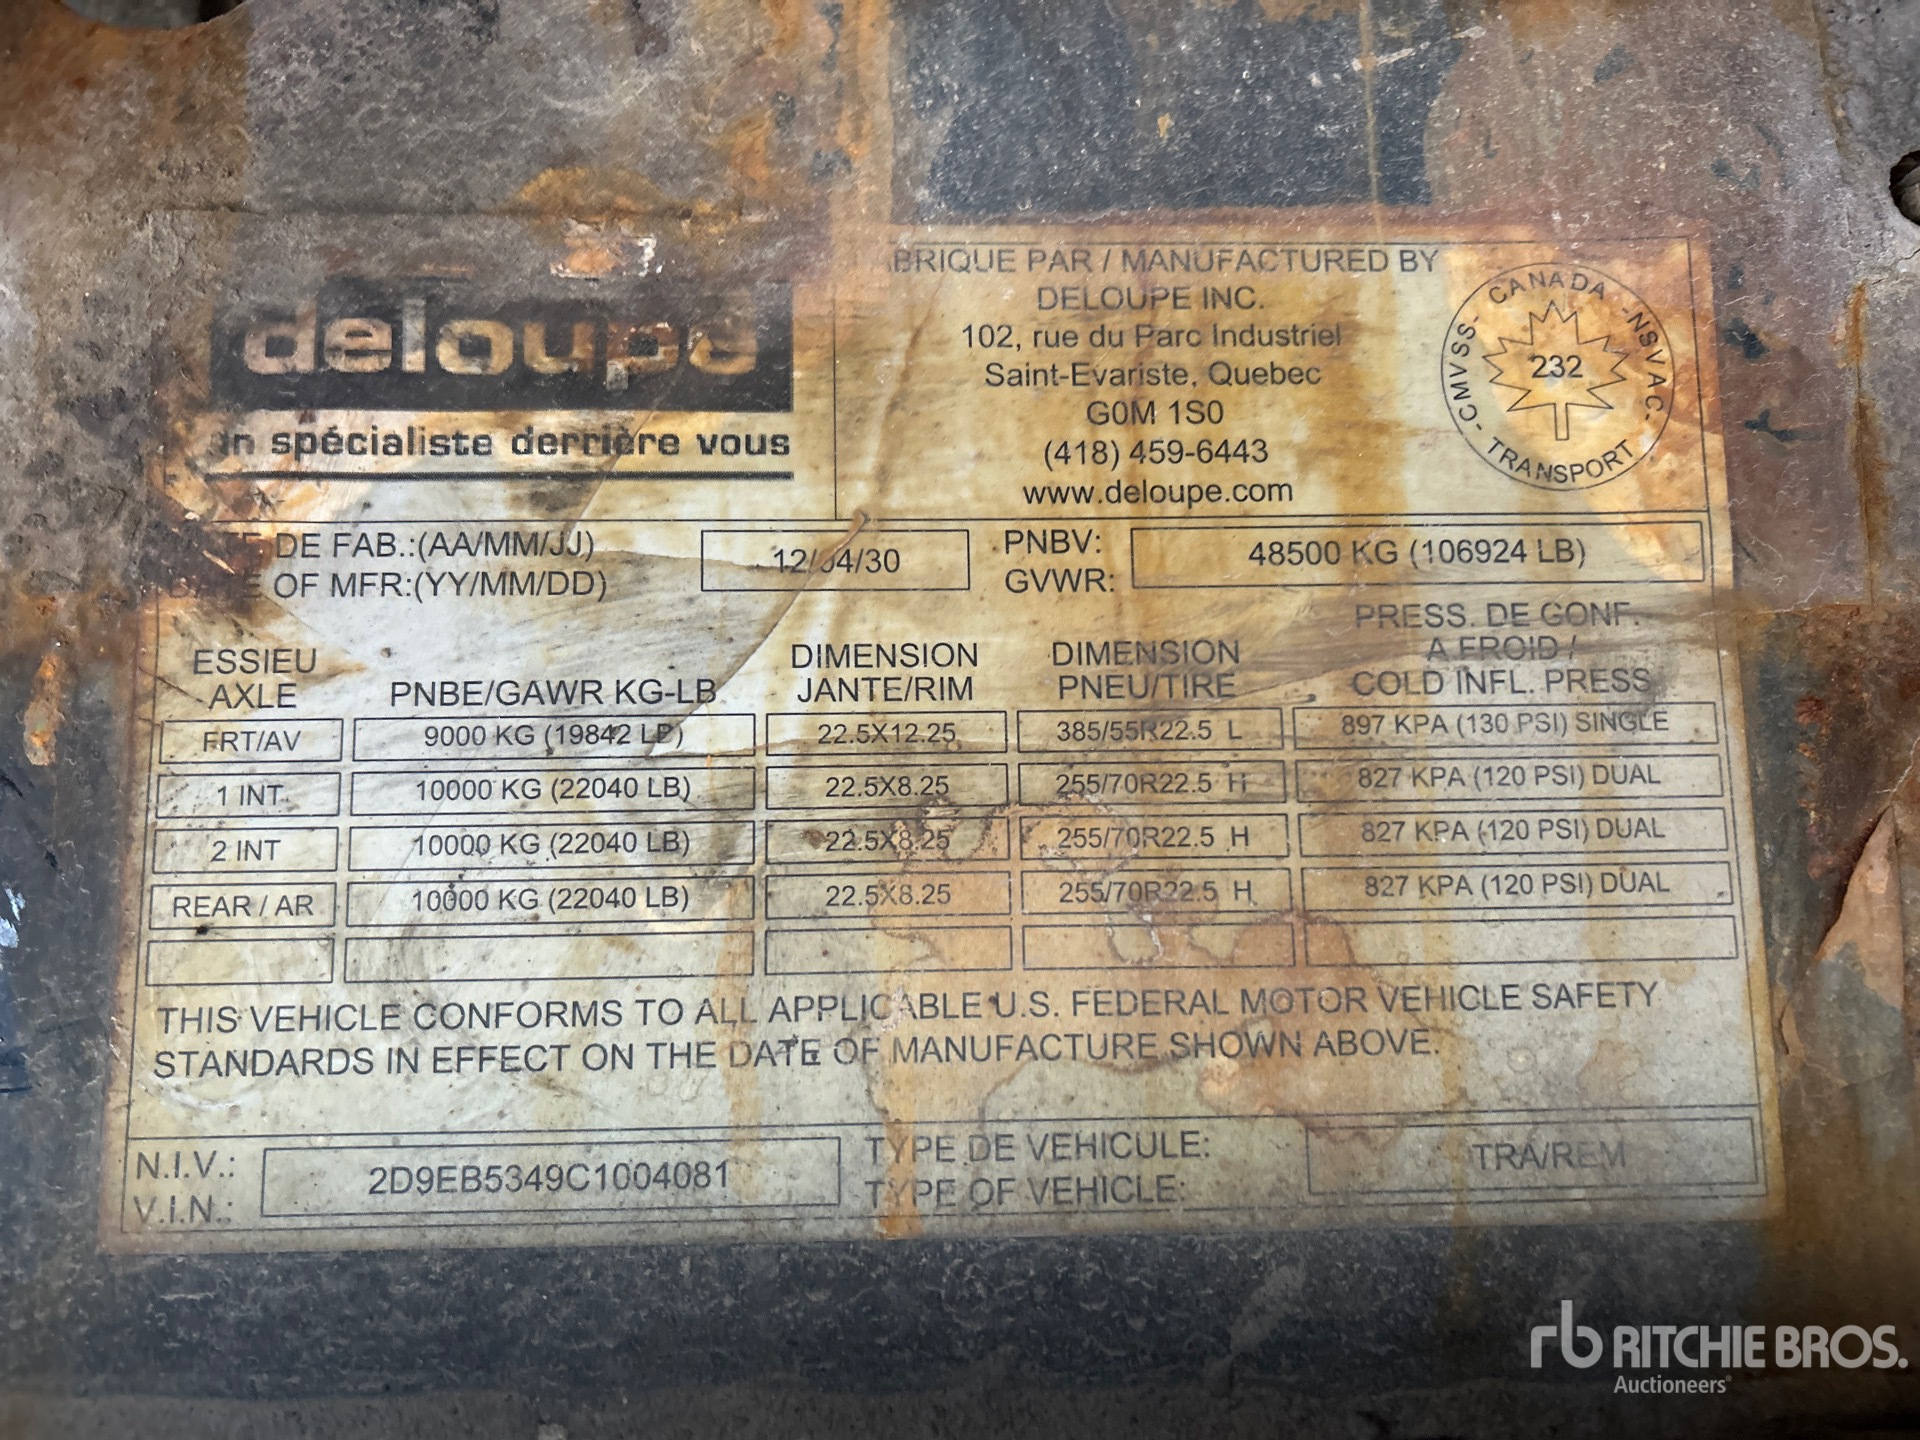 deloupe
un spécialiste derrière vous
ABRIQUE PAR / MANUFACTURED BY
DELOUPE INC.
102, rue du Parc Industriel
Saint-Evariste, Quebec
G0M 1S0
(418) 459-6443
www.deloupe.com
CANADA -NSVAC- TRANSPORT -CMVSS-
232
DE FAB.:(AA/MM/JJ)
OF MFR:(YY/MM/DD)
12/04/30
PNBV:
GVWR:
48500 KG (106924 LB)
ESSIEU
AXLE
PNBE/GAWR KG-LB
DIMENSION
JANTE/RIM
DIMENSION
PNEU/TIRE
PRESS. DE GONF.
A FROID /
COLD INFL. PRESS.
FRT/AV 9000 KG (19842 LB) 22.5X12.25 385/55R22.5 L 897 KPA (130 PSI) SINGLE
1 INT. 10000 KG (22040 LB) 22.5X8.25 255/70R22.5 H 827 KPA (120 PSI) DUAL
2 INT 10000 KG (22040 LB) 22.5X8.25 255/70R22.5 H 827 KPA (120 PSI) DUAL
REAR / AR 10000 KG (22040 LB) 22.5X8.25 255/70R22.5 H 827 KPA (120 PSI) DUAL
THIS VEHICLE CONFORMS TO ALL APPLICABLE U.S. FEDERAL MOTOR VEHICLE SAFETY
STANDARDS IN EFFECT ON THE DATE OF MANUFACTURE SHOWN ABOVE.
N.I.V.:
V.I.N.:
2D9EB5349C1004081
TYPE DE VEHICULE:
TYPE OF VEHICLE:
TRA/REM
rb RITCHIE BROS.
Auctioneers